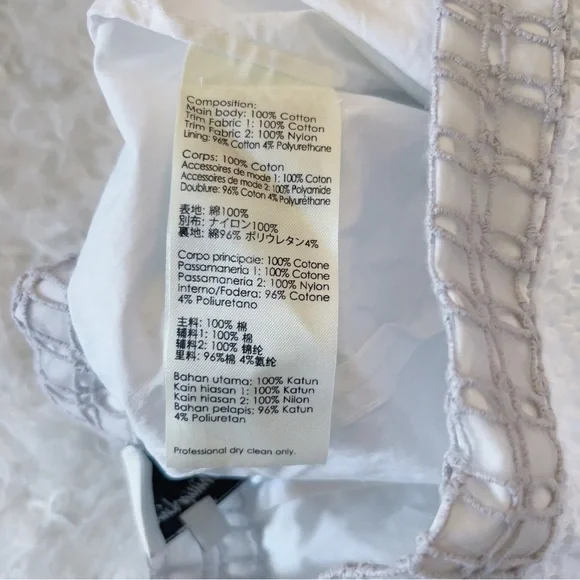 Composition:
Main body: 100% Cotton
Trim Fabric 1: 100% Cotton
Trim Fabric 2: 100% Nylon
Lining: 96% Cotton 4% Polyurethane
Corps: 100% Coton
Accessoires de mode 1: 100% Coton
Accessoires de mode 2: 100% Polyamide
Doublure: 96% Coton 4% Polyuréthane
表地: 綿100%
別布: ナイロン100%
裏地: 綿96% ポリウレタン4%
Corpo principale: 100% Cotone
Passamaneria 1: 100% Cotone
Passamaneria 2: 100% Nylon
interno/Fodera: 96% Cotone
4% Poliuretano
主料: 100% 棉
辅料1: 100% 棉
辅料2: 100% 锦纶
里料: 96%棉 4%氨纶
Bahan utama: 100% Katun
Kain hiasan 1: 100% Katun
Kain hiasan 2: 100% Nilon
Bahan pelapis: 96% Katun
4% Poliuretan
Professional dry clean only.